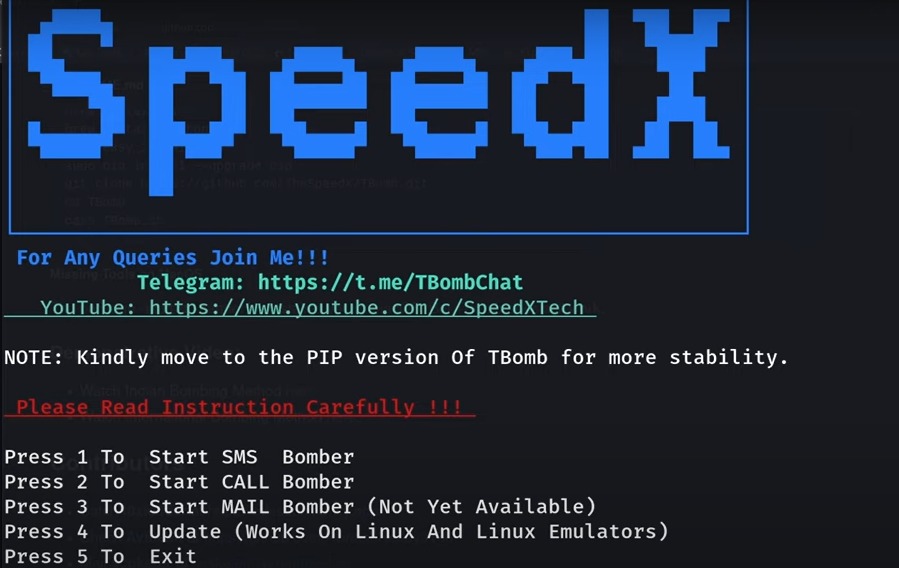 SpeedX
For Any Queries Join Me!!!
Telegram: https://t.me/TBombChat
YouTube: https://www.youtube.com/c/SpeedXTech
NOTE: Kindly move to the PIP version Of TBomb for more stability.
Please Read Instruction Carefully !!!
Press 1 To  Start SMS  Bomber
Press 2 To  Start CALL Bomber
Press 3 To  Start MAIL Bomber (Not Yet Available)
Press 4 To  Update (Works On Linux And Linux Emulators)
Press 5 To  Exit